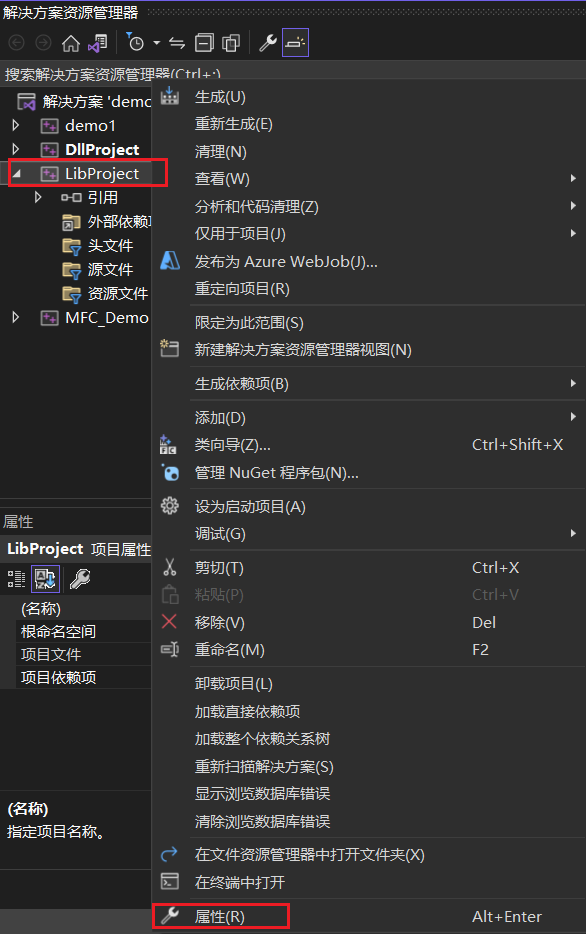 解决方案资源管理器
搜索解决方案资源管理器(Ctrl+;)
解决方案 'demo
demo1
DllProject
LibProject
引用
外部依赖项
头文件
源文件
资源文件
MFC_Demo
生成(U)
重新生成(E)
清理(N)
查看(W)
分析和代码清理(Z)
仅用于项目(J)
发布为 Azure WebJob(J)...
重定向项目(R)
限定为此范围(S)
新建解决方案资源管理器视图(N)
生成依赖项(B)
添加(D)
类向导(Z)... Ctrl+Shift+X
管理 NuGet 程序包(N)...
设为启动项目(A)
调试(G)
剪切(T) Ctrl+X
粘贴(P) Ctrl+V
移除(V) Del
重命名(M) F2
卸载项目(L)
加载直接依赖项
加载整个依赖关系树
重新扫描解决方案(S)
显示浏览数据库错误
清除浏览数据库错误
在文件资源管理器中打开文件夹(X)
在终端中打开
属性(R) Alt+Enter
属性
LibProject 项目属性
(名称)
根命名空间
项目文件
项目依赖项
(名称)
指定项目名称。